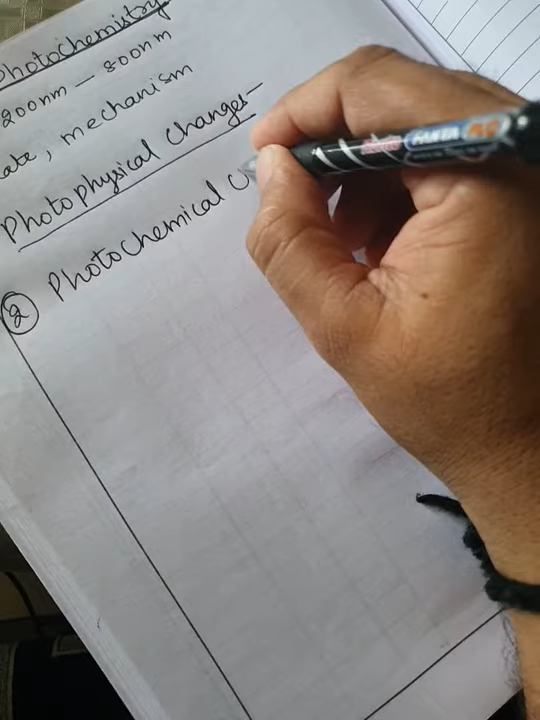 Photochemistry
200nm — 800nm
, mechanism
Photophysical Changes-
② Photochemical C